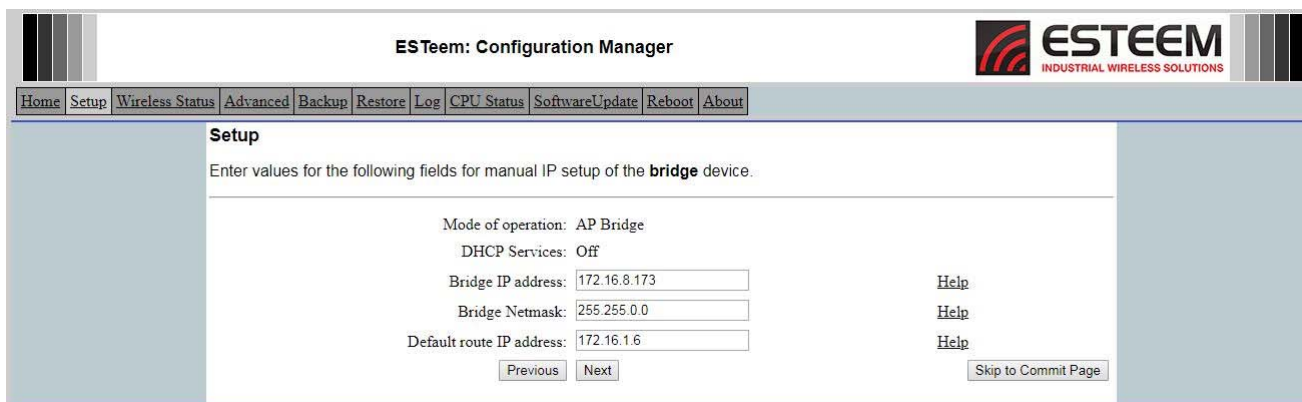 ESTeem: Configuration Manager
ESTEEM
INDUSTRIAL WIRELESS SOLUTIONS
Home Setup Wireless Status Advanced Backup Restore Log CPU Status SoftwareUpdate Reboot About
Setup
Enter values for the following fields for manual IP setup of the bridge device.
Mode of operation: AP Bridge
DHCP Services: Off
Bridge IP address: 172.16.8.173 Help
Bridge Netmask: 255.255.0.0 Help
Default route IP address: 172.16.1.6 Help
Previous Next Skip to Commit Page